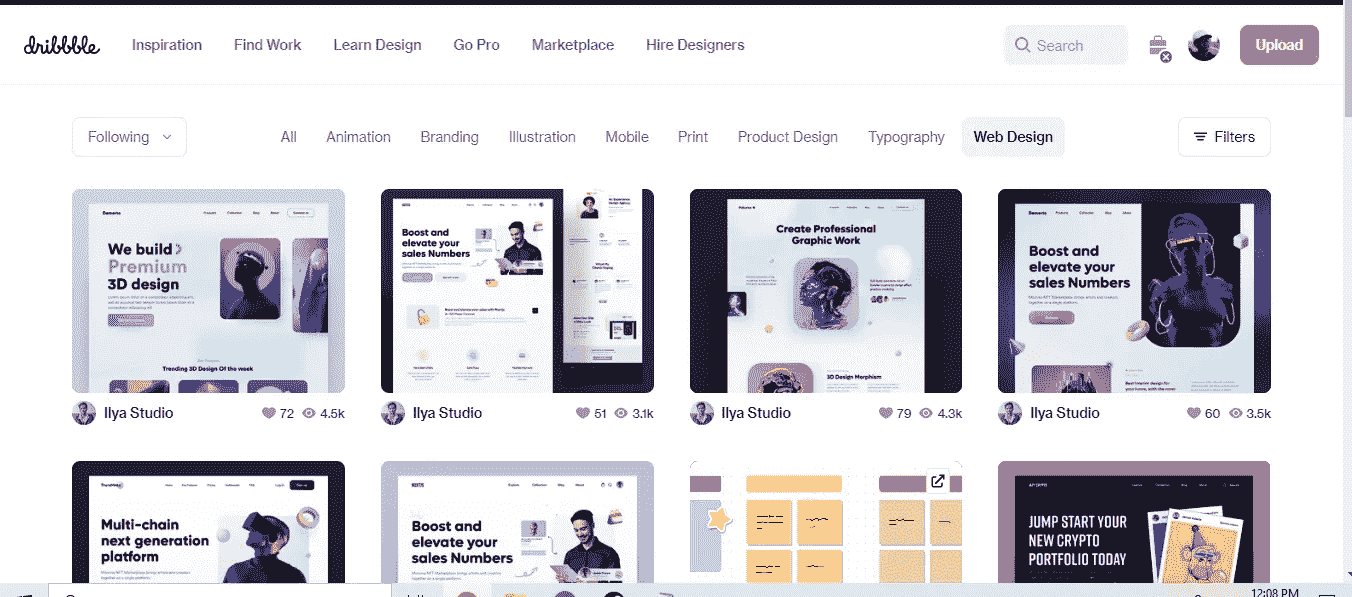 dribbble Inspiration Find Work Learn Design Go Pro Marketplace Hire Designers Search Upload
Following All Animation Branding Illustration Mobile Print Product Design Typography Web Design Filters
We build
Premium
3D design
Trending 3D Design Of the week
Boost and
elevate your
sales Numbers
Create Professional
Graphic Work
3D Design Morphism
Boost and
elevate your
sales Numbers
Ilya Studio 72 4.5k
Ilya Studio 51 3.1k
Ilya Studio 79 4.3k
Ilya Studio 60 3.5k
Multi-chain
next generation
platform
Boost and
elevate your
sales Numbers
JUMP START YOUR
NEW CRYPTO
PORTFOLIO TODAY
12:08 PM